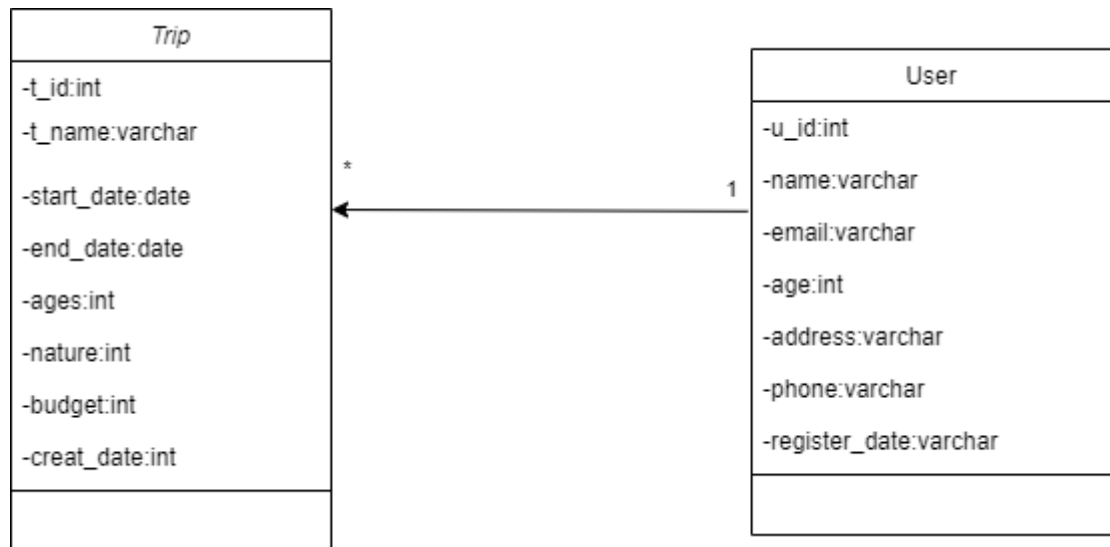 Trip
-t_id:int
-t_name:varchar
-start_date:date
-end_date:date
-ages:int
-nature:int
-budget:int
-creat_date:int
*
1
User
-u_id:int
-name:varchar
-email:varchar
-age:int
-address:varchar
-phone:varchar
-register_date:varchar